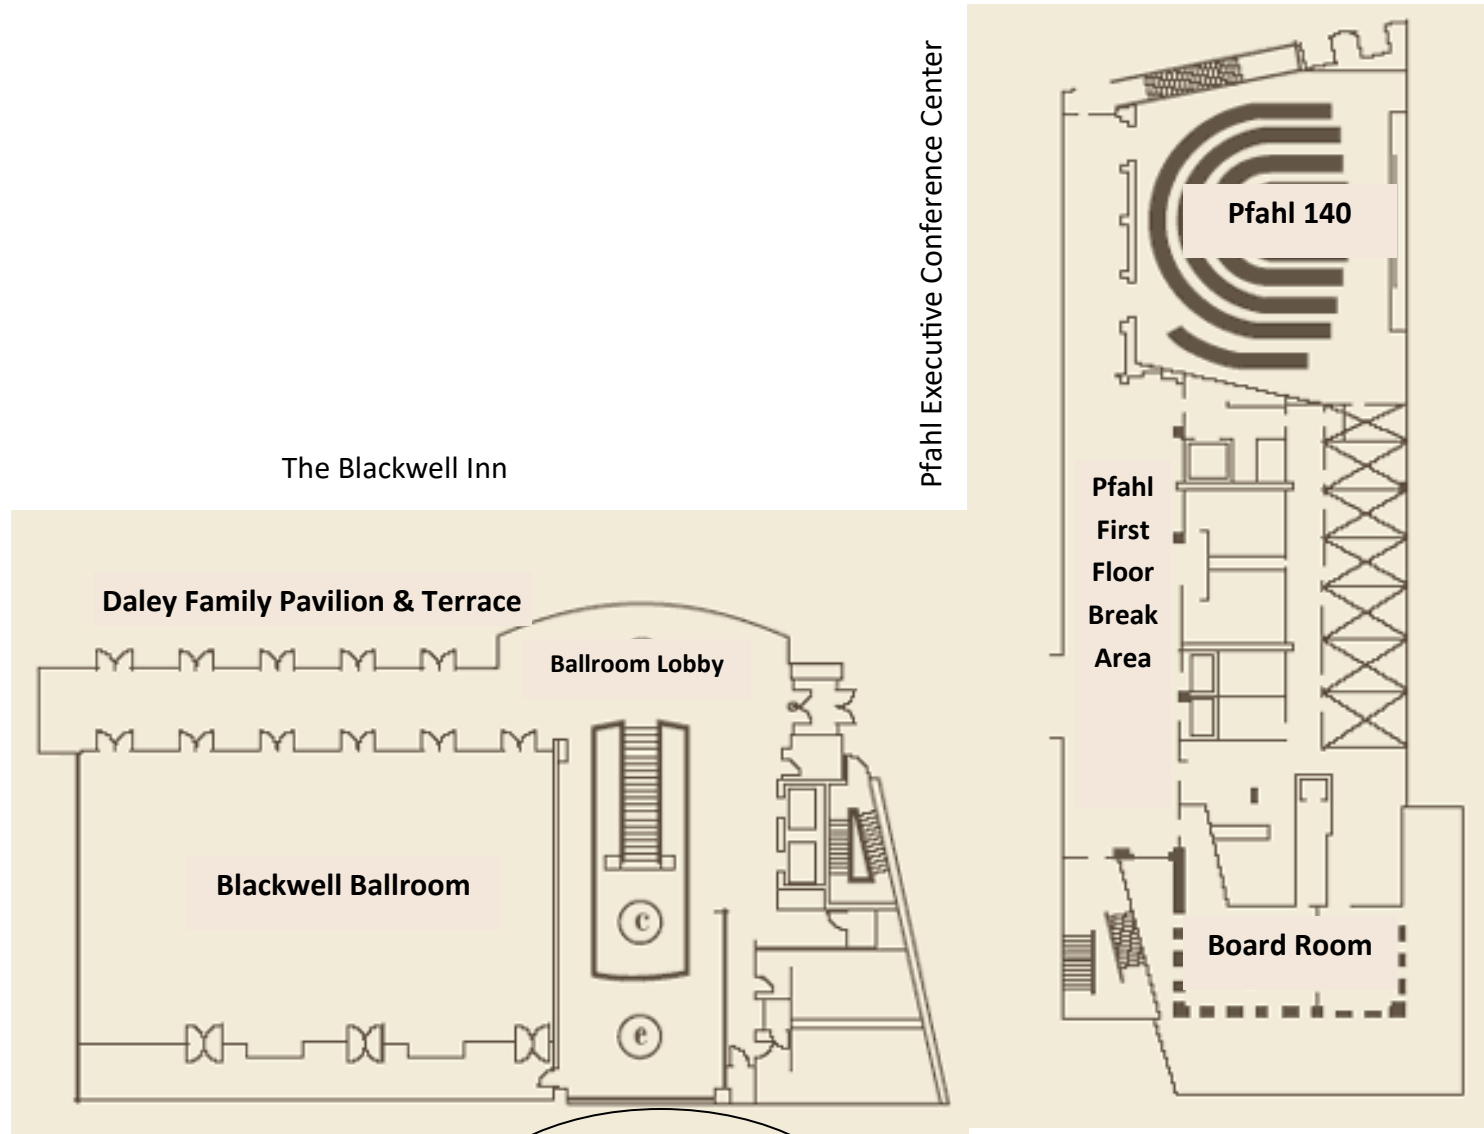 Pfahl Executive Conference Center
Pfahl 140
The Blackwell Inn
Pfahl
First
Floor
Break
Area
Daley Family Pavilion & Terrace
Ballroom Lobby
Blackwell Ballroom
c
Board Room
e